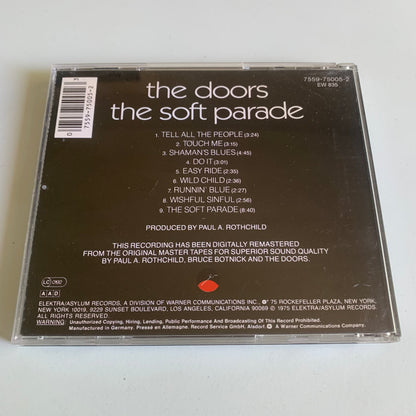 7559-75005-2
EW 835
the doors
the soft parade
1. TELL ALL THE PEOPLE (3:24)
2. TOUCH ME (3:15)
3. SHAMAN'S BLUES (4:45)
4. DO IT (3:01)
5. EASY RIDE (2:35)
6. WILD CHILD (2:36)
7. RUNNIN' BLUE (2:27)
8. WISHFUL SINFUL (2:56)
9. THE SOFT PARADE (8:40)
PRODUCED BY PAUL A. ROTHCHILD
THIS RECORDING HAS BEEN DIGITALLY REMASTERED
FROM THE ORIGINAL MASTER TAPES FOR SUPERIOR SOUND QUALITY
BY PAUL A. ROTHCHILD, BRUCE BOTNICK AND THE DOORS.
LC 0192
AAD
ELEKTRA/ASYLUM RECORDS, A DIVISION OF WARNER COMMUNICATIONS INC., ● 75 ROCKEFELLER PLAZA, NEW YORK,
NEW YORK 10019, 9229 SUNSET BOULEVARD, LOS ANGELES, CALIFORNIA 90069 ℗ 1975 ELEKTRA/ASYLUM RECORDS.
ALL RIGHTS RESERVED
WARNING: Unauthorized Copying, Hiring, Lending, Public Performance And Broadcasting Of This Record Prohibited.
Manufactured in Germany. Pressé en Allemagne. Record Service GmbH, Alsdorf. A Warner Communications Company.
0 7559-75005-2